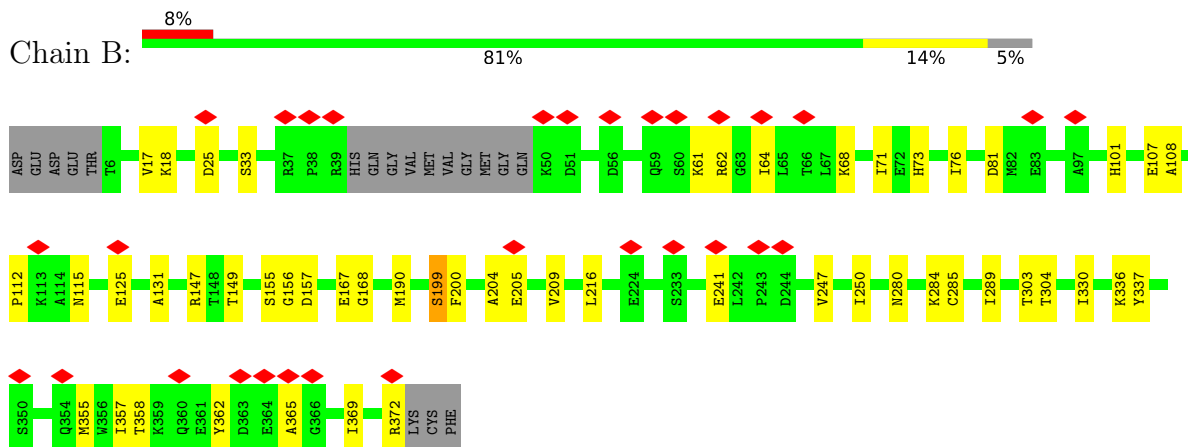 8%
Chain B:
81% 14% 5%
ASP GLU ASP GLU THR T6 V17 K18 D25 S33 R37 P38 R39 HIS GLN GLY VAL MET VAL GLY MET GLY GLN K50 D51 D56 Q59 S60 K61 R62 G63 I64 L65 T66 L67 K68 I71 E72 H73 I76 D81 M82 E83 A97 H101 E107 A108
P112 K113 A114 N115 E125 A131 R147 T148 T149 S155 G156 D157 E167 G168 M190 S199 F200 A204 E205 V209 L216 E224 S233 E241 L242 P243 D244 V247 I250 N280 K284 C285 I289 T303 T304 I330 K336 Y337
S350 Q354 M355 W356 I357 T358 K359 Q360 E361 Y362 D363 E364 A365 G366 I369 R372 LYS CYS PHE